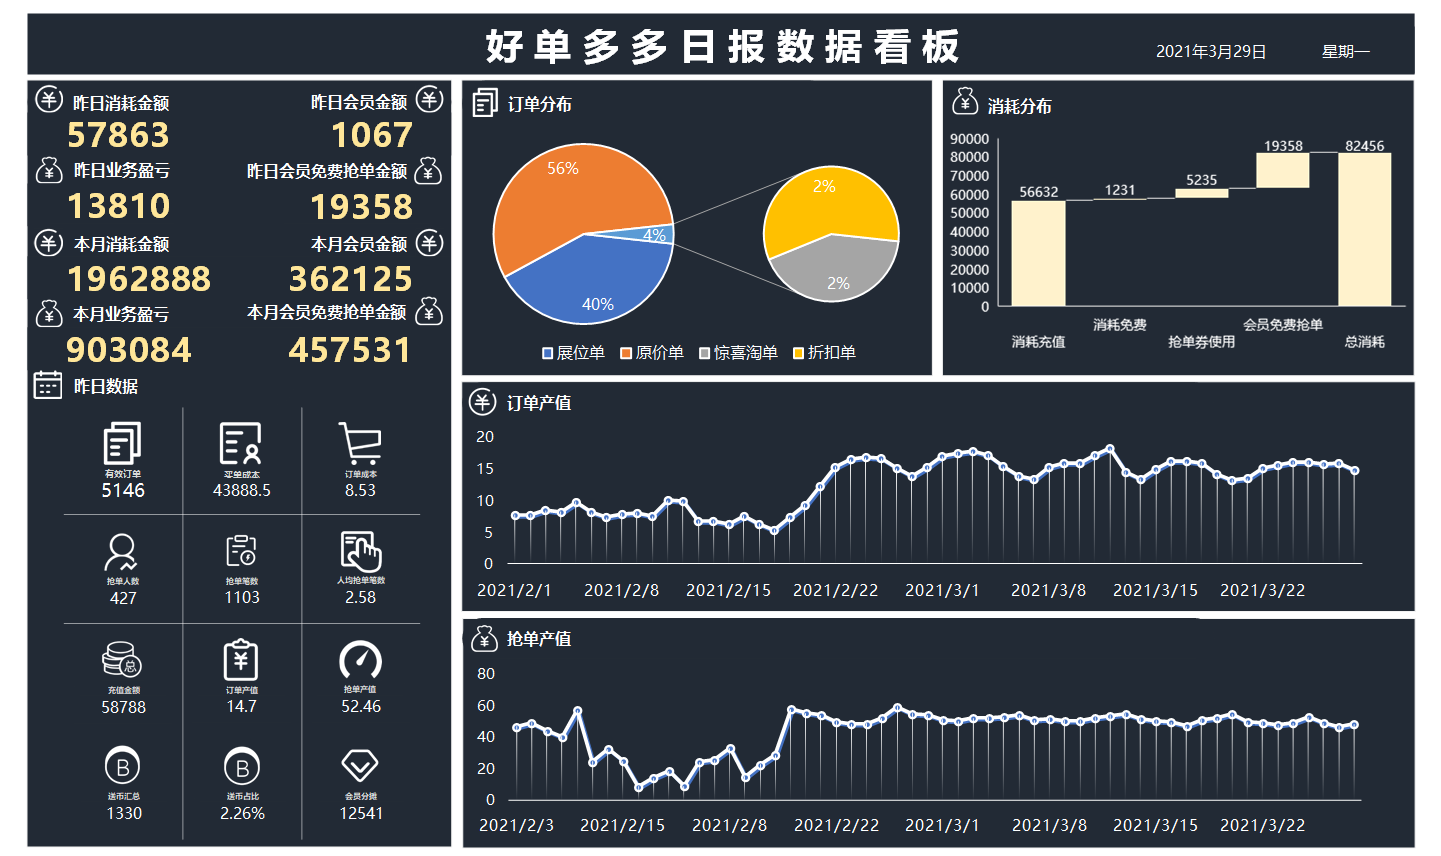 好单多多日报数据看板
2021年3月29日 星期一
昨日消耗金额 昨日会员金额
57863 1067
昨日业务盈亏 昨日会员免费抢单金额
13810 19358
本月消耗金额 本月会员金额
1962888 362125
本月业务盈亏 本月会员免费抢单金额
903084 457531
昨日数据
有效订单 买单成本 订单成本
5146 43888.5 8.53
抢单人数 抢单笔数 人均抢单笔数
427 1103 2.58
充值金额 订单产值 抢单产值
58788 14.7 52.46
送币汇总 送币占比 会员分摊
1330 2.26% 12541
订单分布
56%
4%
40%
2%
2%
展位单 原价单 惊喜淘单 折扣单
消耗分布
90000
80000
70000
60000
50000
40000
30000
20000
10000
0
56632 1231 5235 19358 82456
消耗充值 消耗免费 抢单券使用 会员免费抢单 总消耗
订单产值
20
15
10
5
0
2021/2/1 2021/2/8 2021/2/15 2021/2/22 2021/3/1 2021/3/8 2021/3/15 2021/3/22
抢单产值
80
60
40
20
0
2021/2/3 2021/2/15 2021/2/8 2021/2/22 2021/3/1 2021/3/8 2021/3/15 2021/3/22